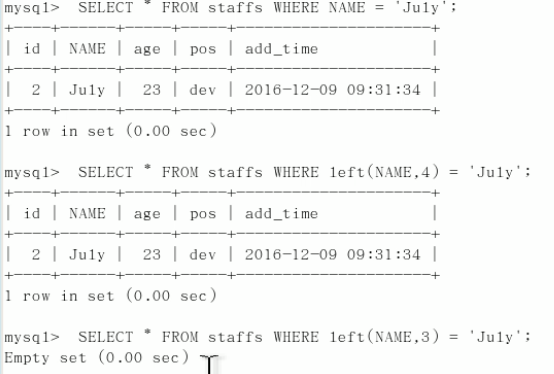 mysql>  SELECT * FROM staffs WHERE NAME = 'July';
+----+------+-----+-----+---------------------+
| id | NAME | age | pos | add_time            |
+----+------+-----+-----+---------------------+
|  2 | July |  23 | dev | 2016-12-09 09:31:34 |
+----+------+-----+-----+---------------------+
1 row in set (0.00 sec)
mysql>  SELECT * FROM staffs WHERE left(NAME,4) = 'July';
+----+------+-----+-----+---------------------+
| id | NAME | age | pos | add_time            |
+----+------+-----+-----+---------------------+
|  2 | July |  23 | dev | 2016-12-09 09:31:34 |
+----+------+-----+-----+---------------------+
1 row in set (0.00 sec)
mysql>  SELECT * FROM staffs WHERE left(NAME,3) = 'July';
Empty set (0.00 sec)